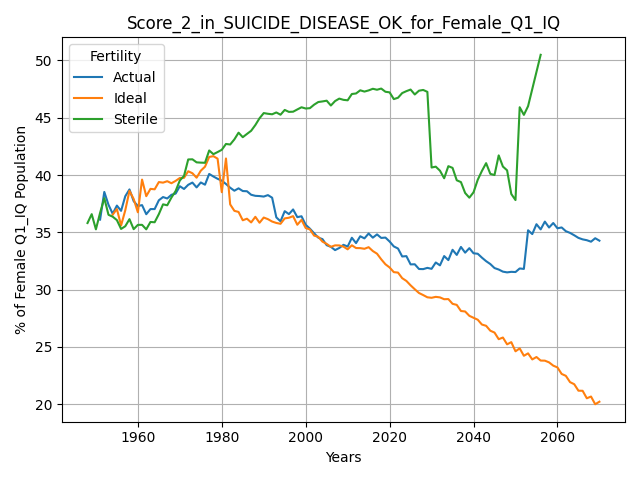 Score_2_in_SUICIDE_DISEASE_OK_for_Female_Q1_IQ
Fertility
Actual
Ideal
Sterile
% of Female Q1_IQ Population
50
45
40
35
30
25
20
1960
1980
2000
2020
2040
2060
Years